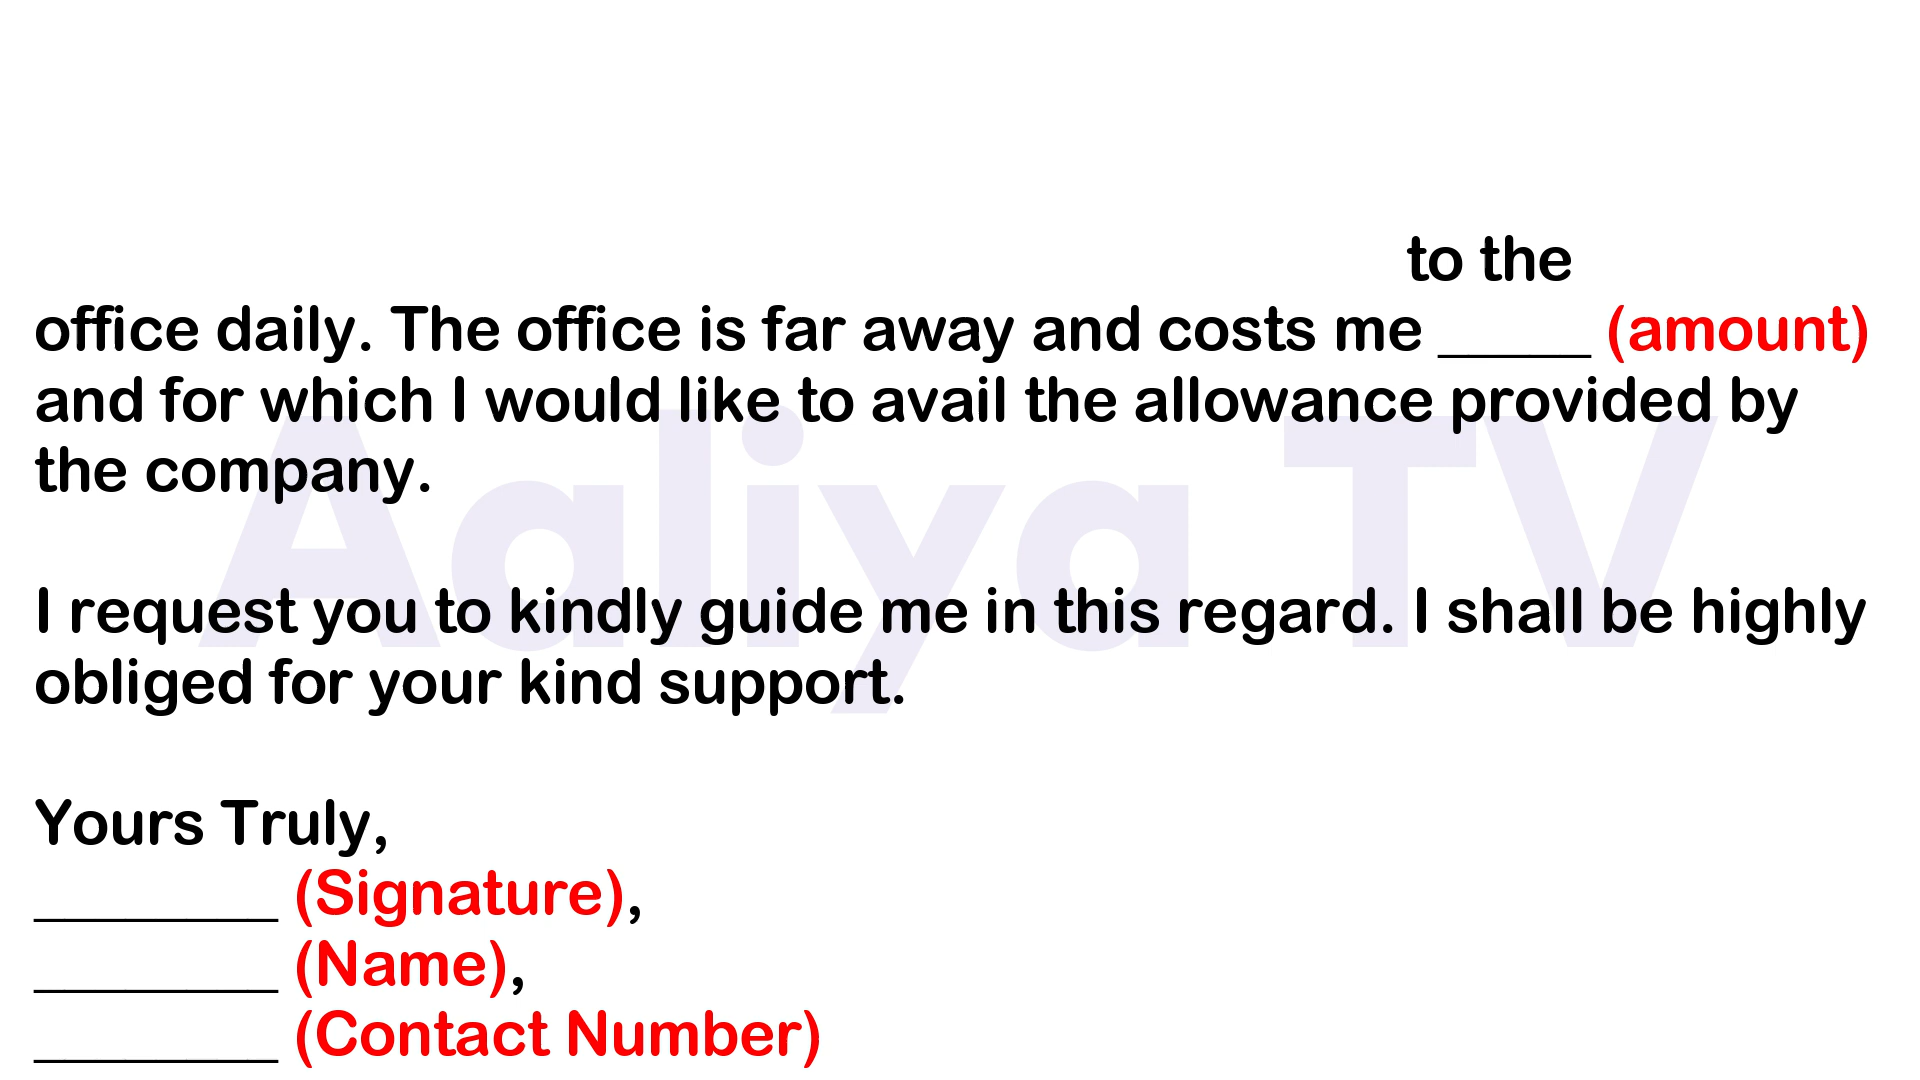 to the
office daily. The office is far away and costs me _____ (amount)
and for which I would like to avail the allowance provided by
the company.
Aaliya TV
I request you to kindly guide me in this regard. I shall be highly
obliged for your kind support.
Yours Truly,
________ (Signature),
________ (Name),
________ (Contact Number)